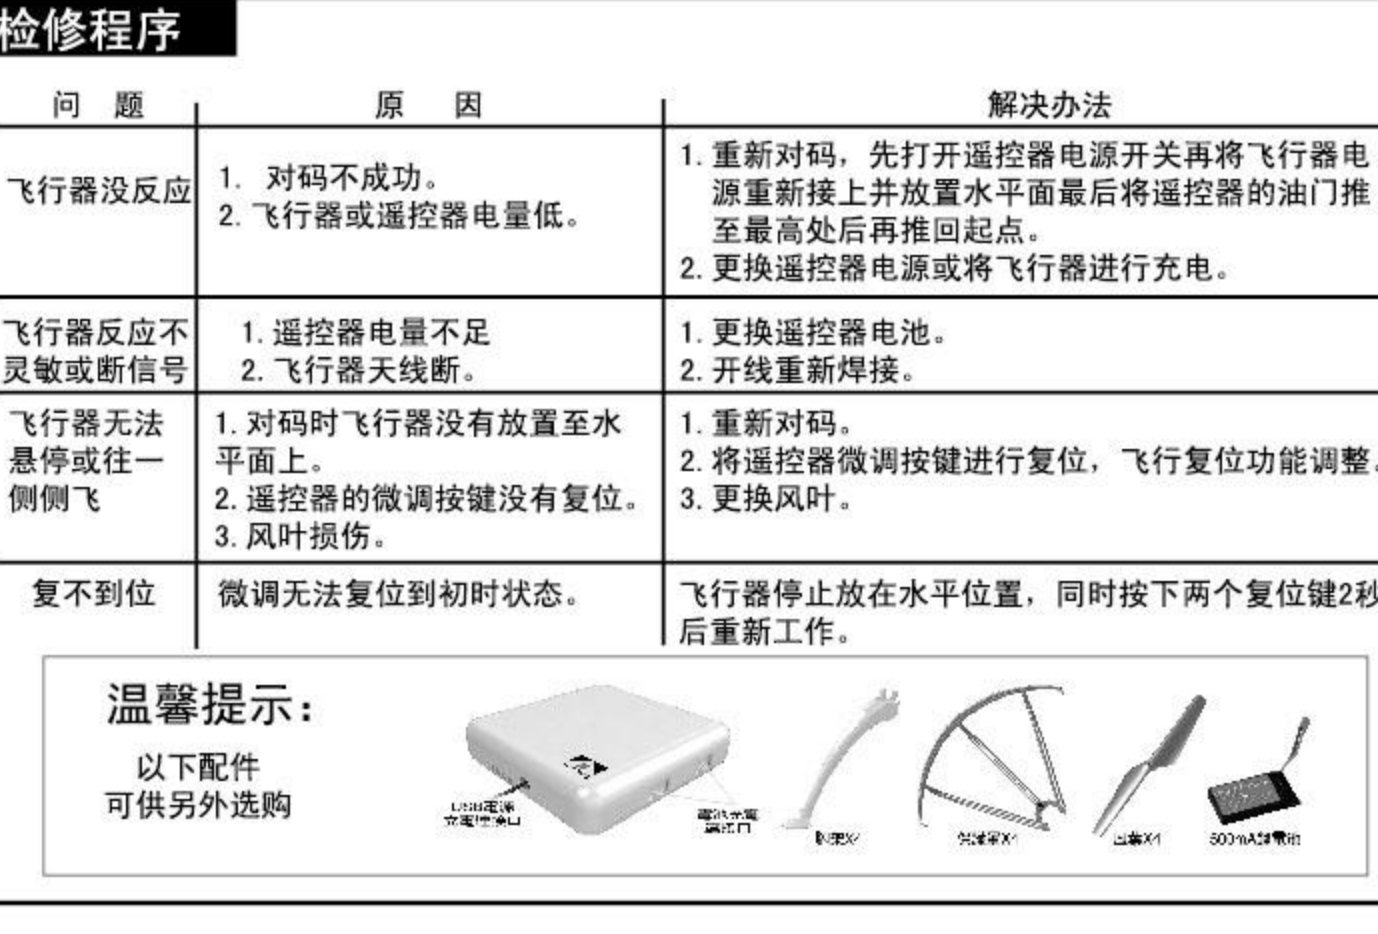 检修程序
问 题
原 因
解决办法
飞行器没反应
1. 对码不成功。
2. 飞行器或遥控器电量低。
1. 重新对码，先打开遥控器电源开关再将飞行器电
源重新接上并放置水平面最后将遥控器的油门推
至最高处后再推回起点。
2. 更换遥控器电源或将飞行器进行充电。
飞行器反应不
灵敏或断信号
1. 遥控器电量不足
2. 飞行器天线断。
1. 更换遥控器电池。
2. 开线重新焊接。
飞行器无法
悬停或往一
侧侧飞
1. 对码时飞行器没有放置至水
平面上。
2. 遥控器的微调按键没有复位。
3. 风叶损伤。
1. 重新对码。
2. 将遥控器微调按键进行复位，飞行复位功能调整。
3. 更换风叶。
复不到位
微调无法复位到初时状态。
飞行器停止放在水平位置，同时按下两个复位键2秒
后重新工作。
温馨提示：
以下配件
可供另外选购
USB電源
電池充電